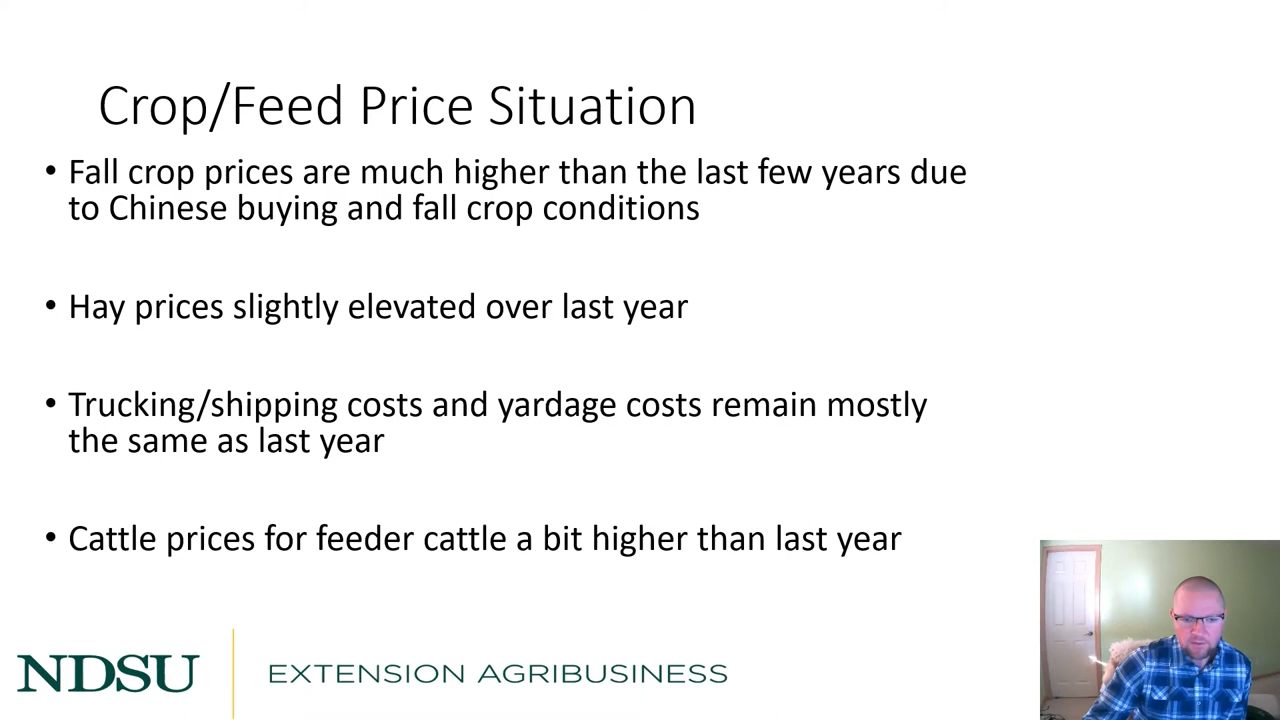 Crop/Feed Price Situation
• Fall crop prices are much higher than the last few years due
to Chinese buying and fall crop conditions
• Hay prices slightly elevated over last year
• Trucking/shipping costs and yardage costs remain mostly
the same as last year
• Cattle prices for feeder cattle a bit higher than last year
NDSU
EXTENSION AGRIBUSINESS